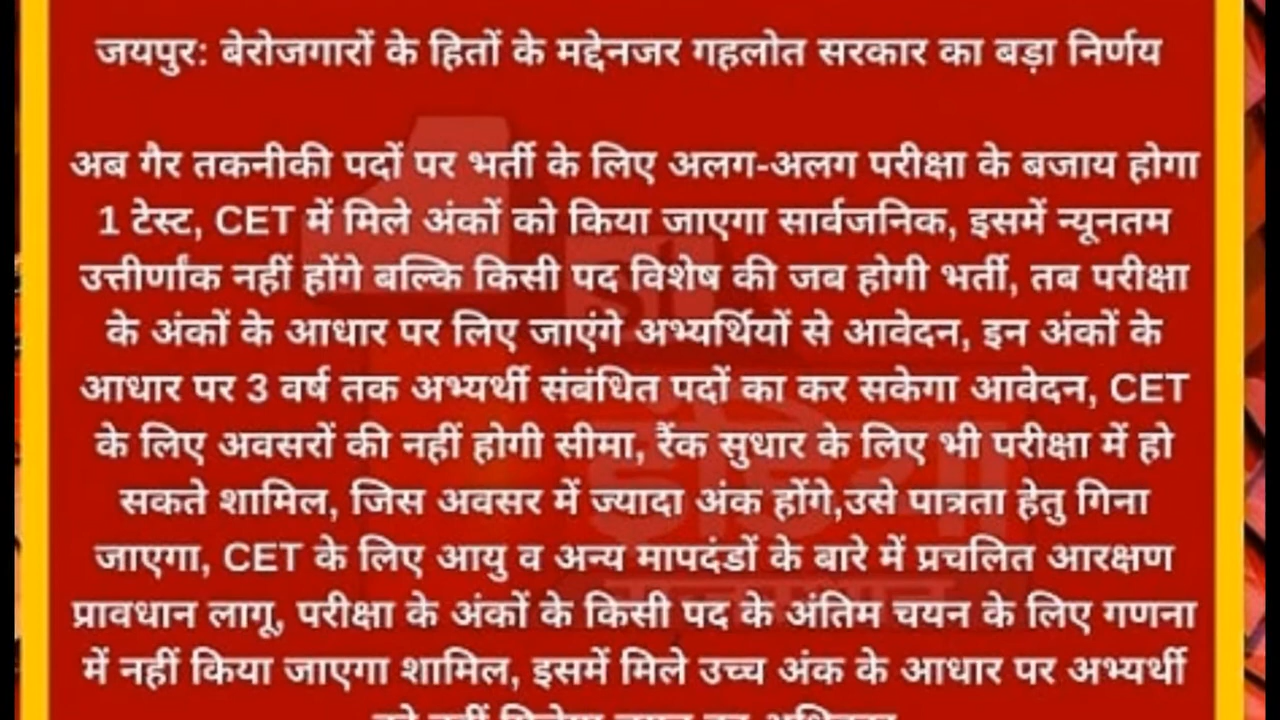 जयपुर: बेरोजगारों के हितों के मद्देनजर गहलोत सरकार का बड़ा निर्णय
अब गैर तकनीकी पदों पर भर्ती के लिए अलग-अलग परीक्षा के बजाय होगा
1 टेस्ट, CET में मिले अंकों को किया जाएगा सार्वजनिक, इसमें न्यूनतम
उत्तीर्णांक नहीं होंगे बल्कि किसी पद विशेष की जब होगी भर्ती, तब परीक्षा
के अंकों के आधार पर लिए जाएंगे अभ्यर्थियों से आवेदन, इन अंकों के
आधार पर 3 वर्ष तक अभ्यर्थी संबंधित पदों का कर सकेगा आवेदन, CET
के लिए अवसरों की नहीं होगी सीमा, रैंक सुधार के लिए भी परीक्षा में हो
सकते शामिल, जिस अवसर में ज्यादा अंक होंगे,उसे पात्रता हेतु गिना
जाएगा, CET के लिए आयु व अन्य मापदंडों के बारे में प्रचलित आरक्षण
प्रावधान लागू, परीक्षा के अंकों के किसी पद के अंतिम चयन के लिए गणना
में नहीं किया जाएगा शामिल, इसमें मिले उच्च अंक के आधार पर अभ्यर्थी